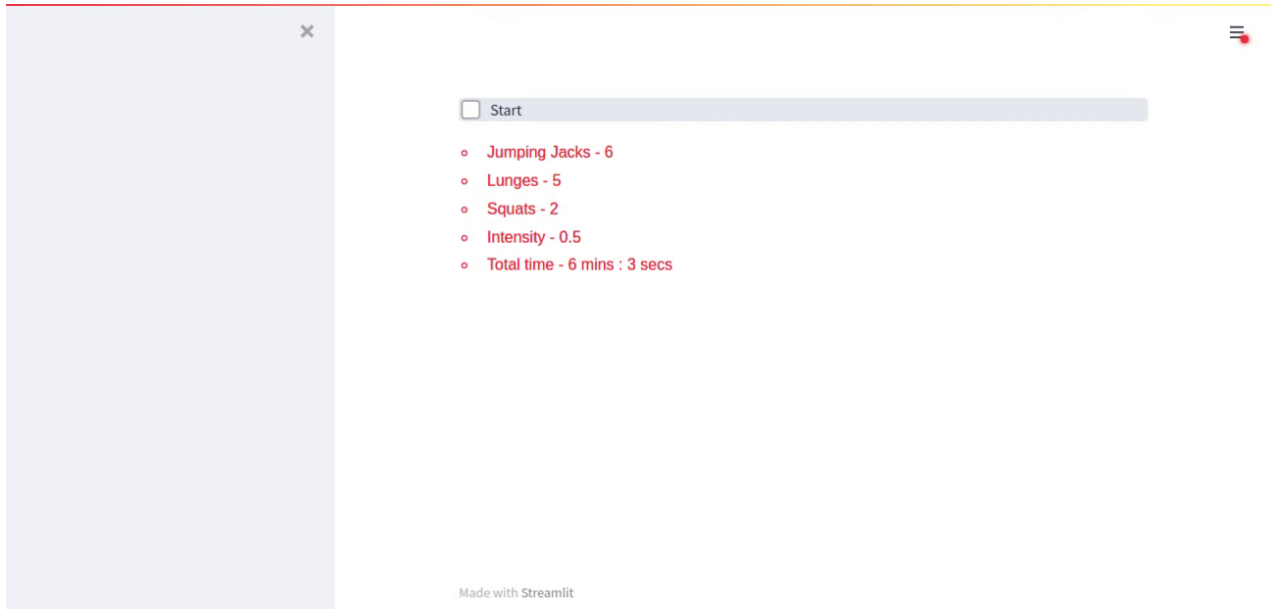 Start
Jumping Jacks - 6
Lunges - 5
Squats - 2
Intensity - 0.5
Total time - 6 mins : 3 secs
Made with Streamlit